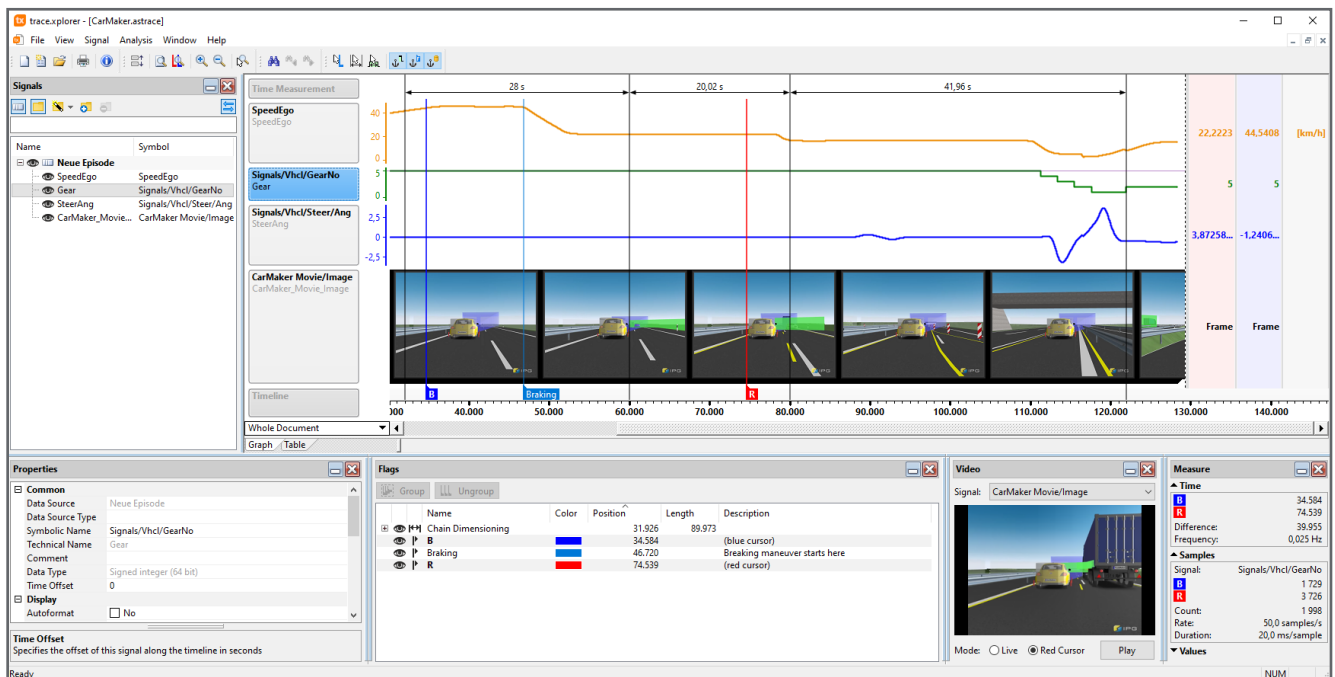 trace.xplorer - [CarMaker.astrace]
File View Signal Analysis Window Help
Signals
Name Symbol
Neue Episode
SpeedEgo SpeedEgo
Gear Signals/Vhcl/GearNo
SteerAng Signals/Vhcl/Steer/Ang
CarMaker_Movie... CarMaker Movie/Image
Time Measurement 28 s 20,02 s 41,96 s
SpeedEgo
SpeedEgo
40
20
0
22,2223 44,5408 [km/h]
Signals/Vhcl/GearNo
Gear
5
0
5 5
Signals/Vhcl/Steer/Ang
SteerAng
2,5
0
-2,5
3,87258... -1,2406...
CarMaker Movie/Image
CarMaker_Movie_Image
Frame Frame
IPG IPG IPG IPG IPG
Timeline
B Braking R
000 40.000 50.000 60.000 70.000 80.000 90.000 100.000 110.000 120.000 130.000 140.000
Whole Document
Graph Table
Properties
Common
Data Source Neue Episode
Data Source Type
Symbolic Name Signals/Vhcl/GearNo
Technical Name Gear
Comment
Data Type Signed integer (64 bit)
Time Offset 0
Display
Autoformat No
Time Offset
Specifies the offset of this signal along the timeline in seconds
Flags
Group Ungroup
Name Color Position Length Description
Chain Dimensioning 31.926 89.973
B 34.584 (blue cursor)
Braking 46.720 Breaking maneuver starts here
R 74.539 (red cursor)
Video
Signal: CarMaker Movie/Image
IPG
Mode: Live Red Cursor Play
Measure
Time
B 34.584
R 74.539
Difference: 39.955
Frequency: 0,025 Hz
Samples
Signal: Signals/Vhcl/GearNo
B 1 729
R 3 726
Count: 1 998
Rate: 50,0 samples/s
Duration: 20,0 ms/sample
Values
Ready NUM